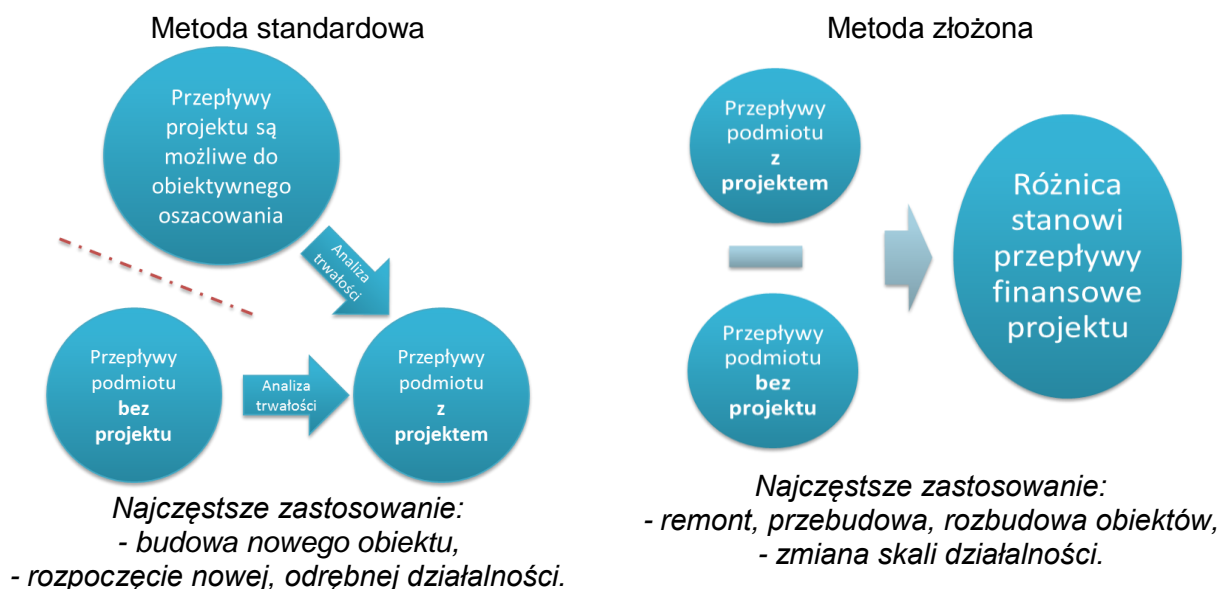 Metoda standardowa
Przepływy
projektu są
możliwe do
obiektywnego
oszacowania
Analiza
trwałości
Przepływy
podmiotu
bez
projektu
Analiza
trwałości
Przepływy
podmiotu
z
projektem
Najczęstsze zastosowanie:
- budowa nowego obiektu,
- rozpoczęcie nowej, odrębnej działalności.
Metoda złożona
Przepływy
podmiotu
z
projektem
Przepływy
podmiotu
bez
projektu
Różnica
stanowi
przepływy
finansowe
projektu
Najczęstsze zastosowanie:
- remont, przebudowa, rozbudowa obiektów,
- zmiana skali działalności.